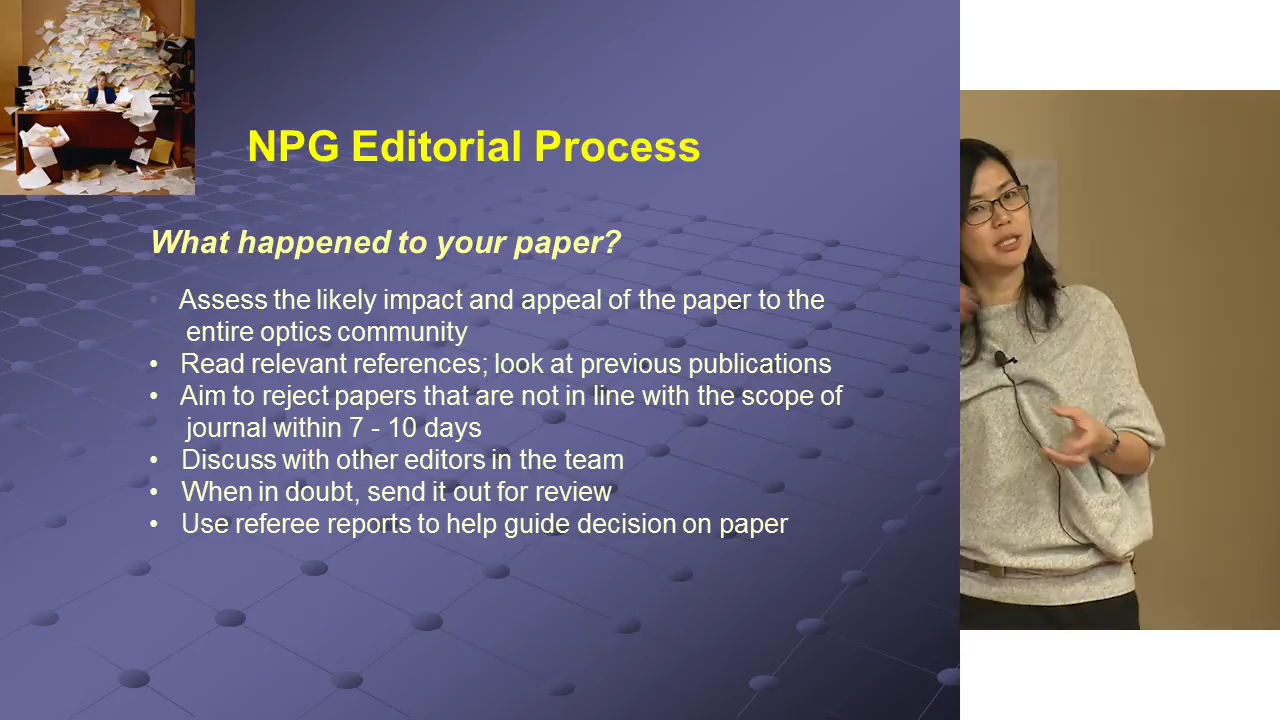 NPG Editorial Process
What happened to your paper?
• Assess the likely impact and appeal of the paper to the
entire optics community
• Read relevant references; look at previous publications
• Aim to reject papers that are not in line with the scope of
journal within 7 - 10 days
• Discuss with other editors in the team
• When in doubt, send it out for review
• Use referee reports to help guide decision on paper